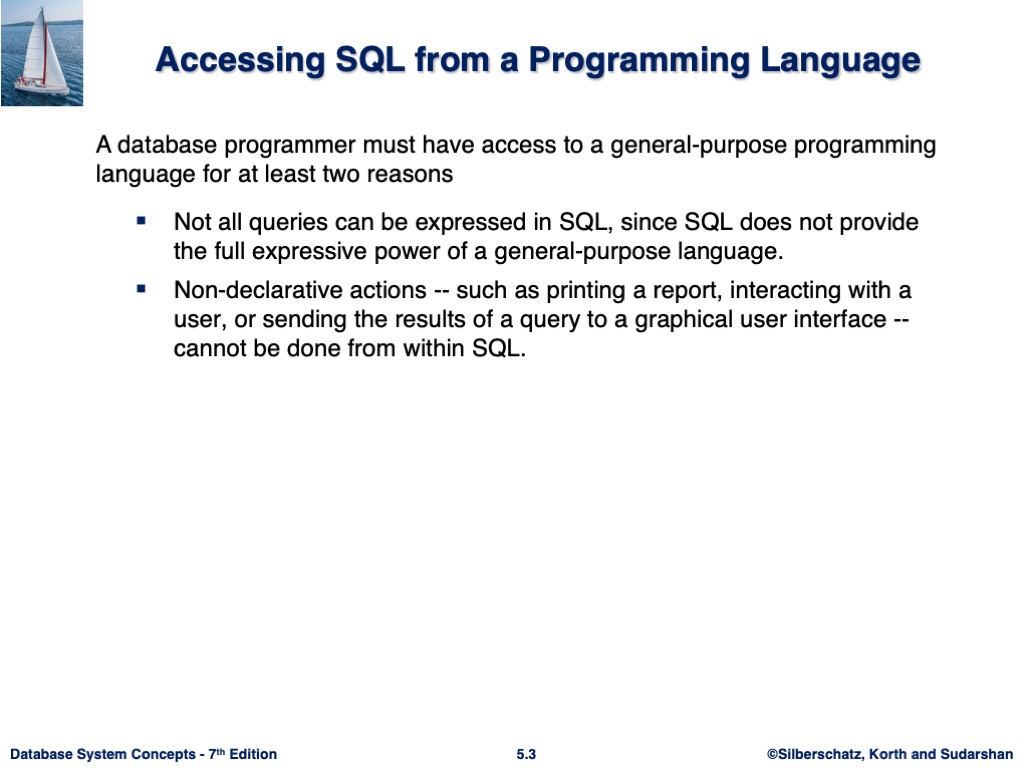 Accessing SQL from a Programming Language
A database programmer must have access to a general-purpose programming
language for at least two reasons
▪ Not all queries can be expressed in SQL, since SQL does not provide
the full expressive power of a general-purpose language.
▪ Non-declarative actions -- such as printing a report, interacting with a
user, or sending the results of a query to a graphical user interface --
cannot be done from within SQL.
Database System Concepts - 7th Edition
5.3
©Silberschatz, Korth and Sudarshan